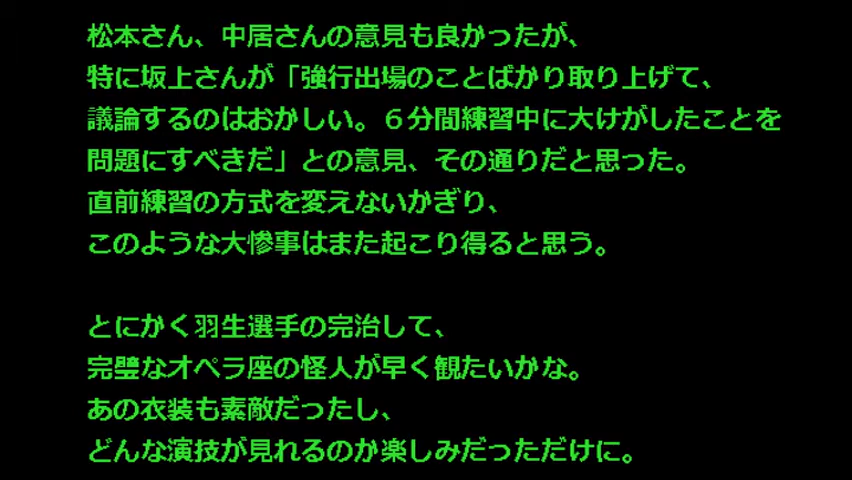 松本さん、中居さんの意見も良かったが、
特に坂上さんが「強行出場のことばかり取り上げて、
議論するのはおかしい。６分間練習中に大けがしたことを
問題にすべきだ」との意見、その通りだと思った。
直前練習の方式を変えないかぎり、
このような大惨事はまた起こり得ると思う。
とにかく羽生選手の完治して、
完璧なオペラ座の怪人が早く観たいかな。
あの衣装も素敵だったし、
どんな演技が見れるのか楽しみだっただけに。